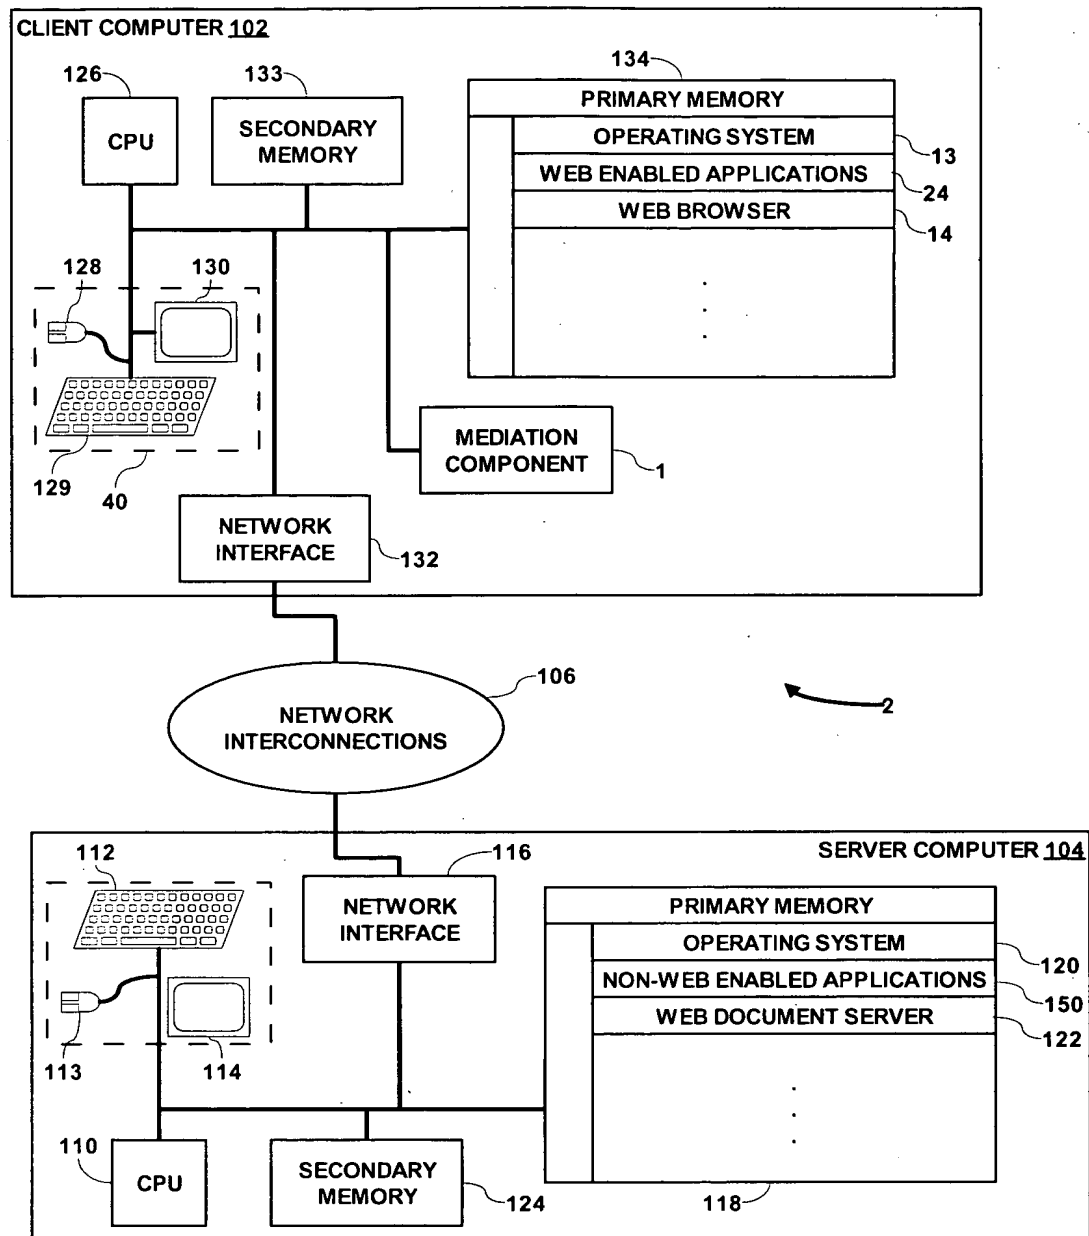 CLIENT COMPUTER 102
126
133
134
CPU
SECONDARY
MEMORY
PRIMARY MEMORY
OPERATING SYSTEM
13
WEB ENABLED APPLICATIONS
24
WEB BROWSER
14
128
130
129
40
MEDIATION
COMPONENT
1
NETWORK
INTERFACE
132
106
NETWORK
INTERCONNECTIONS
2
SERVER COMPUTER 104
112
116
NETWORK
INTERFACE
PRIMARY MEMORY
OPERATING SYSTEM
120
NON-WEB ENABLED APPLICATIONS
150
WEB DOCUMENT SERVER
122
113
114
110
CPU
SECONDARY
MEMORY
124
118